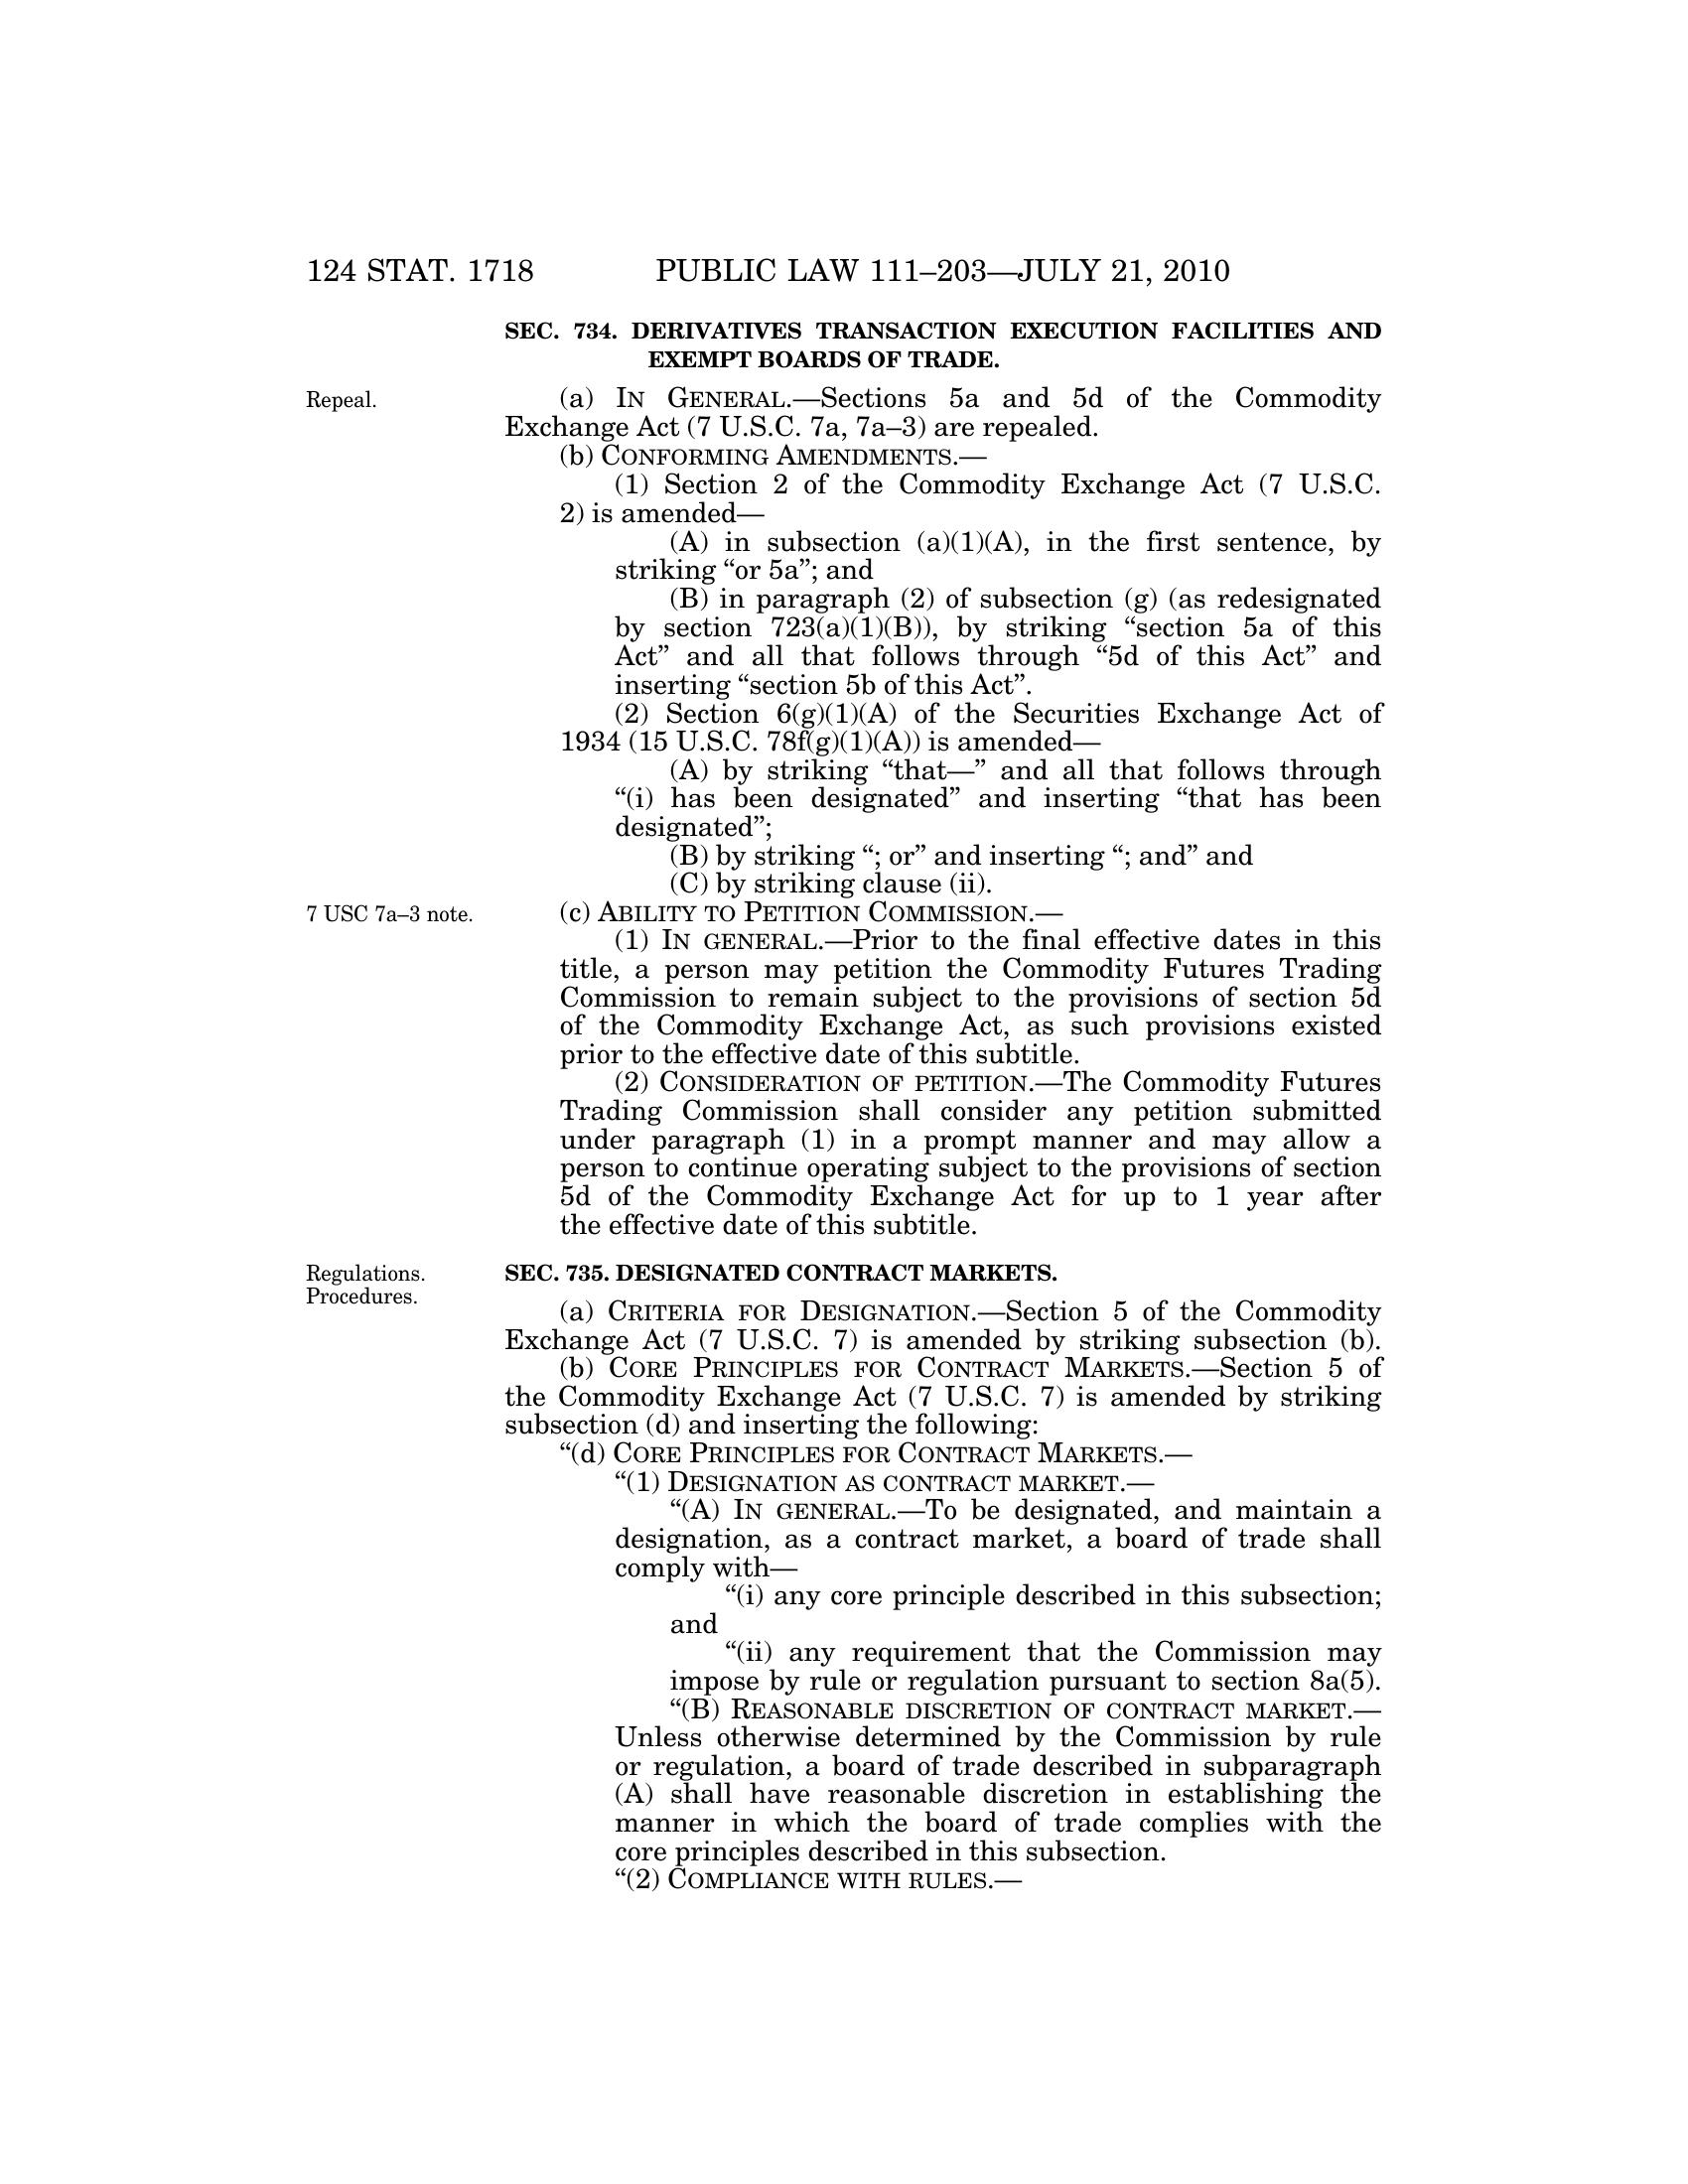 124 STAT. 1718 PUBLIC LAW 111–203—JULY 21, 2010
SEC. 734. DERIVATIVES TRANSACTION EXECUTION FACILITIES AND
EXEMPT BOARDS OF TRADE.
Repeal.
(a) IN GENERAL.—Sections 5a and 5d of the Commodity
Exchange Act (7 U.S.C. 7a, 7a–3) are repealed.
(b) CONFORMING AMENDMENTS.—
(1) Section 2 of the Commodity Exchange Act (7 U.S.C.
2) is amended—
(A) in subsection (a)(1)(A), in the first sentence, by
striking “or 5a”; and
(B) in paragraph (2) of subsection (g) (as redesignated
by section 723(a)(1)(B)), by striking “section 5a of this
Act” and all that follows through “5d of this Act” and
inserting “section 5b of this Act”.
(2) Section 6(g)(1)(A) of the Securities Exchange Act of
1934 (15 U.S.C. 78f(g)(1)(A)) is amended—
(A) by striking “that—” and all that follows through
“(i) has been designated” and inserting “that has been
designated”;
(B) by striking “; or” and inserting “; and” and
(C) by striking clause (ii).
7 USC 7a–3 note.
(c) ABILITY TO PETITION COMMISSION.—
(1) IN GENERAL.—Prior to the final effective dates in this
title, a person may petition the Commodity Futures Trading
Commission to remain subject to the provisions of section 5d
of the Commodity Exchange Act, as such provisions existed
prior to the effective date of this subtitle.
(2) CONSIDERATION OF PETITION.—The Commodity Futures
Trading Commission shall consider any petition submitted
under paragraph (1) in a prompt manner and may allow a
person to continue operating subject to the provisions of section
5d of the Commodity Exchange Act for up to 1 year after
the effective date of this subtitle.
Regulations.
Procedures.
SEC. 735. DESIGNATED CONTRACT MARKETS.
(a) CRITERIA FOR DESIGNATION.—Section 5 of the Commodity
Exchange Act (7 U.S.C. 7) is amended by striking subsection (b).
(b) CORE PRINCIPLES FOR CONTRACT MARKETS.—Section 5 of
the Commodity Exchange Act (7 U.S.C. 7) is amended by striking
subsection (d) and inserting the following:
“(d) CORE PRINCIPLES FOR CONTRACT MARKETS.—
“(1) DESIGNATION AS CONTRACT MARKET.—
“(A) IN GENERAL.—To be designated, and maintain a
designation, as a contract market, a board of trade shall
comply with—
“(i) any core principle described in this subsection;
and
“(ii) any requirement that the Commission may
impose by rule or regulation pursuant to section 8a(5).
“(B) REASONABLE DISCRETION OF CONTRACT MARKET.—
Unless otherwise determined by the Commission by rule
or regulation, a board of trade described in subparagraph
(A) shall have reasonable discretion in establishing the
manner in which the board of trade complies with the
core principles described in this subsection.
“(2) COMPLIANCE WITH RULES.—